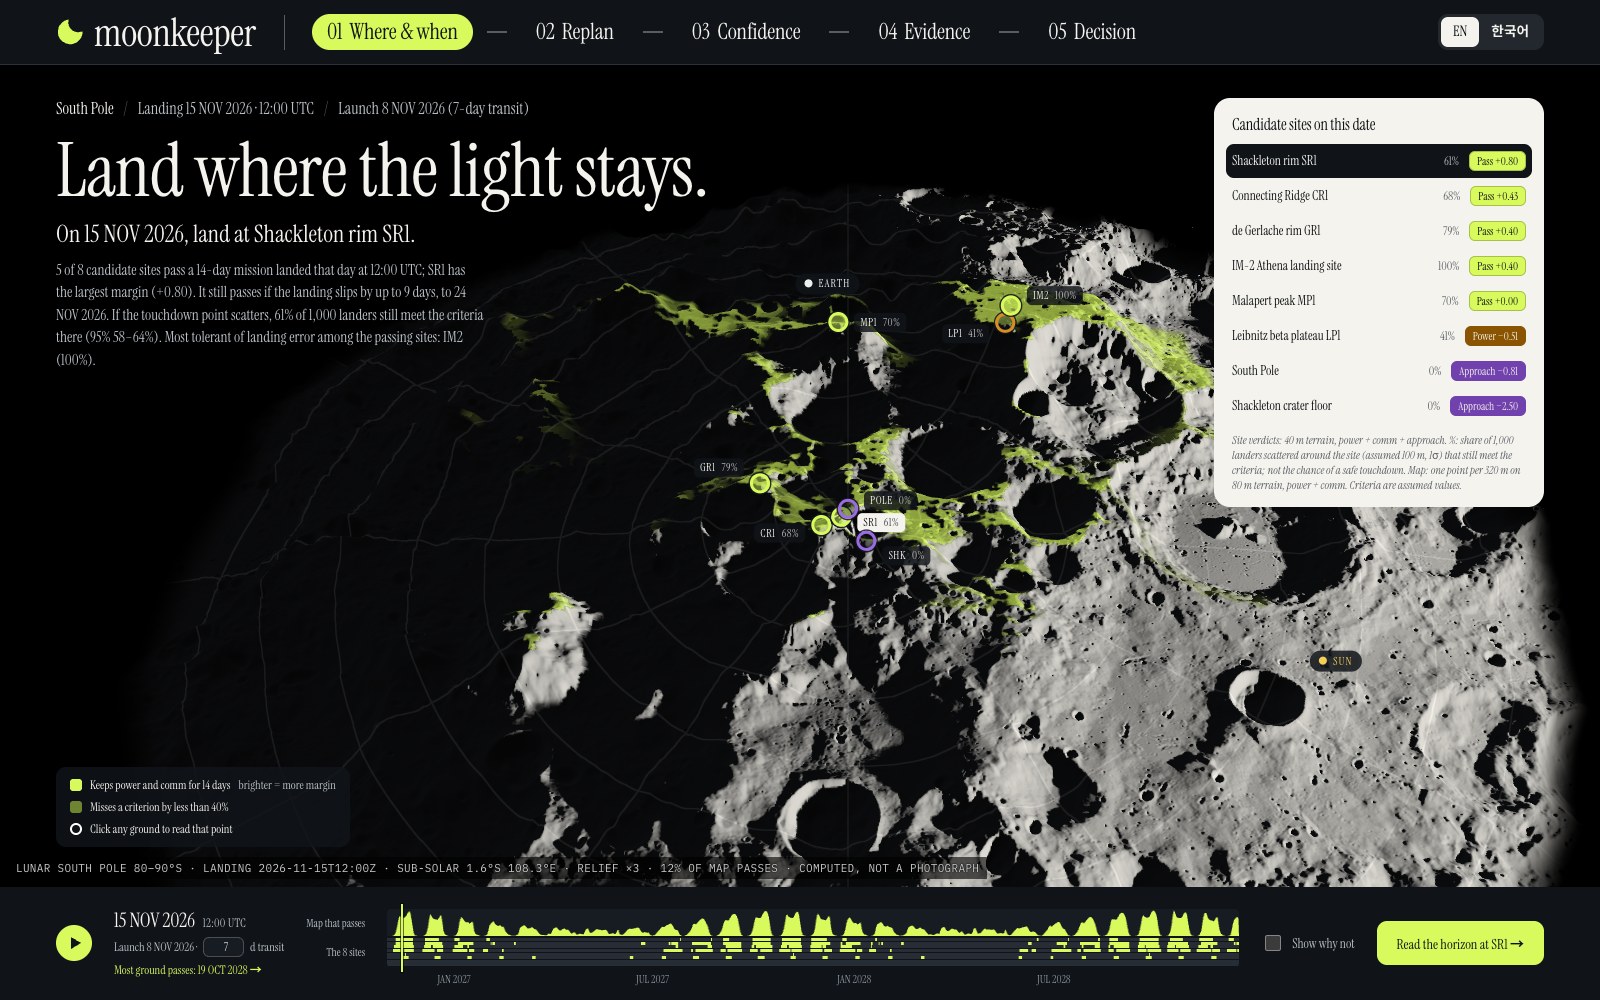 moonkeeper
01 Where & when — 02 Replan — 03 Confidence — 04 Evidence — 05 Decision
EN 한국어
South Pole / Landing 15 NOV 2026 · 12:00 UTC / Launch 8 NOV 2026 (7-day transit)
Land where the light stays.
On 15 NOV 2026, land at Shackleton rim SR1.
5 of 8 candidate sites pass a 14-day mission landed that day at 12:00 UTC; SR1 has
the largest margin (+0.80). It still passes if the landing slips by up to 9 days, to 24
NOV 2026. If the touchdown point scatters, 61% of 1,000 landers still meet the criteria
there (95% 58–64%). Most tolerant of landing error among the passing sites: IM2
(100%).
Candidate sites on this date
Shackleton rim SR1 61% Pass +0.80
Connecting Ridge CR1 68% Pass +0.43
de Gerlache rim GR1 79% Pass +0.40
IM-2 Athena landing site 100% Pass +0.40
Malapert peak MP1 70% Pass +0.00
Leibnitz beta plateau LP1 41% Power −0.51
South Pole 0% Approach −0.81
Shackleton crater floor 0% Approach −2.50
Site verdicts: 40 m terrain, power + comm + approach. %: share of 1,000
landers scattered around the site (assumed 100 m, 1σ) that still meet the
criteria; not the chance of a safe touchdown. Map: one point per 320 m on
80 m terrain, power + comm. Criteria are assumed values.
EARTH
IM2 100%
MP1 70%
LP1 41%
GR1 79%
POLE 0%
SR1 61%
CR1 68%
SHK 0%
SUN
Keeps power and comm for 14 days brighter = more margin
Misses a criterion by less than 40%
Click any ground to read that point
LUNAR SOUTH POLE 80–90°S · LANDING 2026-11-15T12:00Z · SUB-SOLAR 1.6°S 108.3°E · RELIEF ×3 · 12% OF MAP PASSES · COMPUTED, NOT A PHOTOGRAPH
15 NOV 2026 12:00 UTC
Launch 8 NOV 2026 · 7 d transit
Most ground passes: 19 OCT 2028 →
Map that passes
The 8 sites
JAN 2027 JUL 2027 JAN 2028 JUL 2028
Show why not
Read the horizon at SR1 →